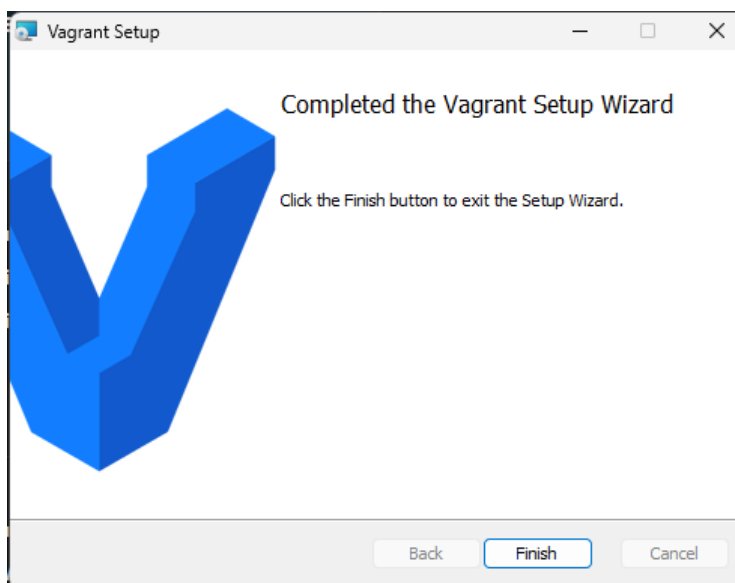 Vagrant Setup
Completed the Vagrant Setup Wizard
Click the Finish button to exit the Setup Wizard.
Back
Finish
Cancel